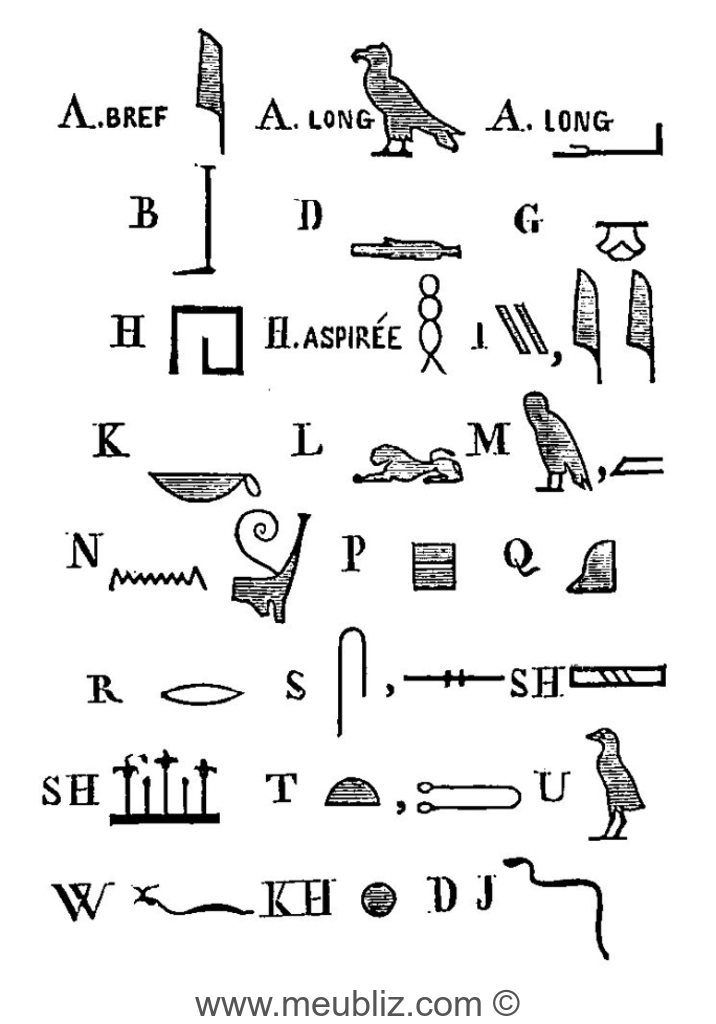 A. BREF A. LONG A. LONG
B D G
H H. ASPIRÉE I ,
K L M ,
N P Q
R S , SH
SH T , U
W KH DJ
www.meubliz.com ©